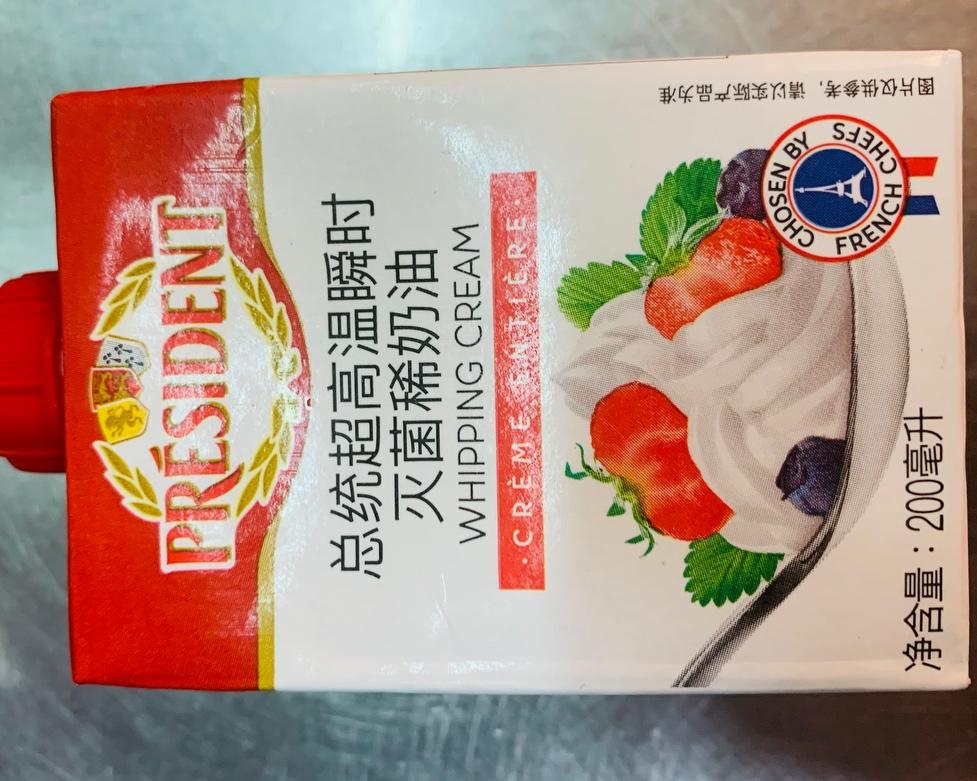 PRÉSIDENT
总统超高温瞬时
灭菌稀奶油
WHIPPING CREAM
· CRÈME ENTIÈRE ·
CHOSEN BY
FRENCH CHEFS
净含量：200毫升
图片仅供参考，请以实际产品为准